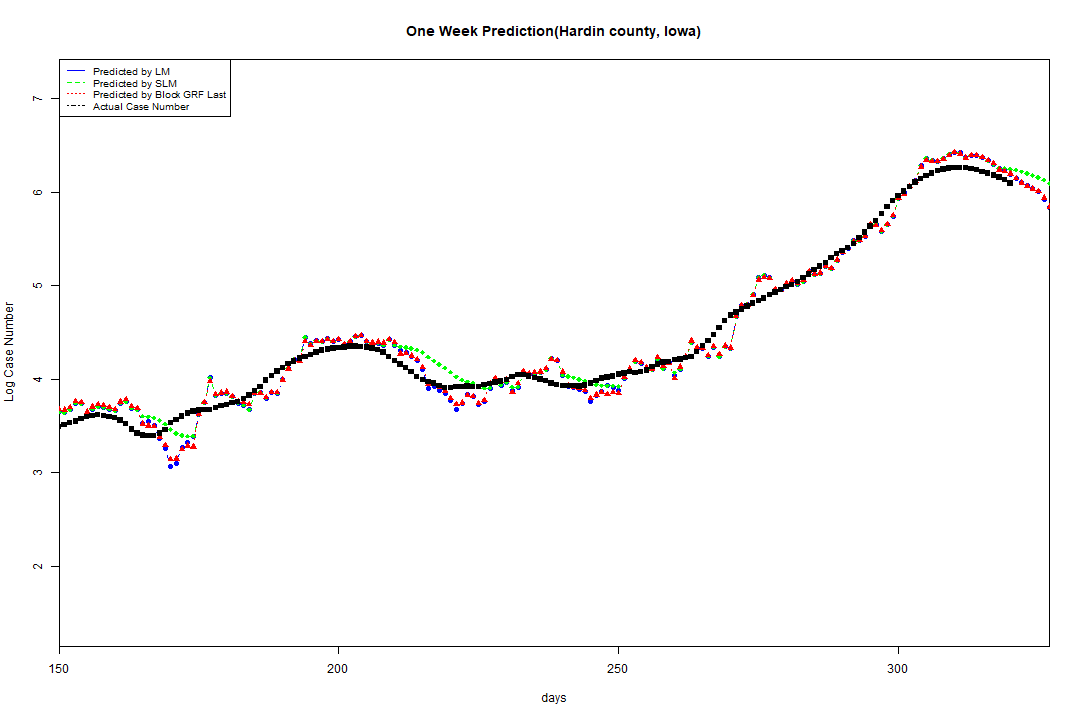 One Week Prediction(Hardin county, Iowa)
Predicted by LM
Predicted by SLM
Predicted by Block GRF Last
Actual Case Number
7
6
5
4
3
2
Log Case Number
150 200 250 300
days